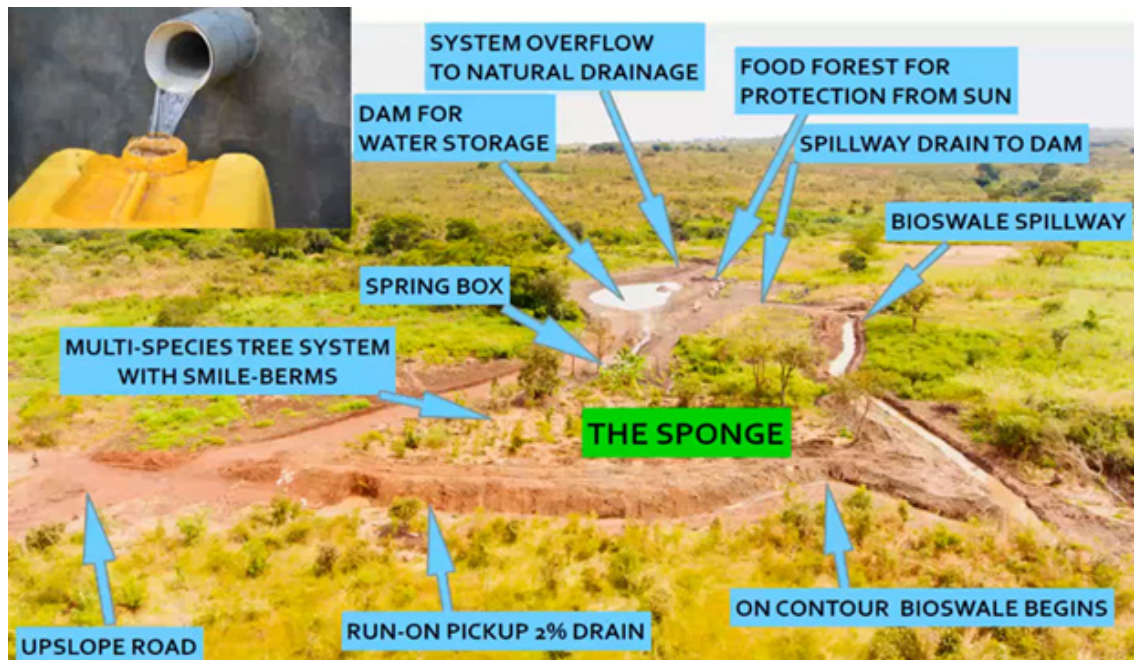 SYSTEM OVERFLOW
TO NATURAL DRAINAGE
FOOD FOREST FOR
PROTECTION FROM SUN
DAM FOR
WATER STORAGE
SPILLWAY DRAIN TO DAM
BIOSWALE SPILLWAY
SPRING BOX
MULTI-SPECIES TREE SYSTEM
WITH SMILE-BERMS
THE SPONGE
ON CONTOUR BIOSWALE BEGINS
RUN-ON PICKUP 2% DRAIN
UPSLOPE ROAD